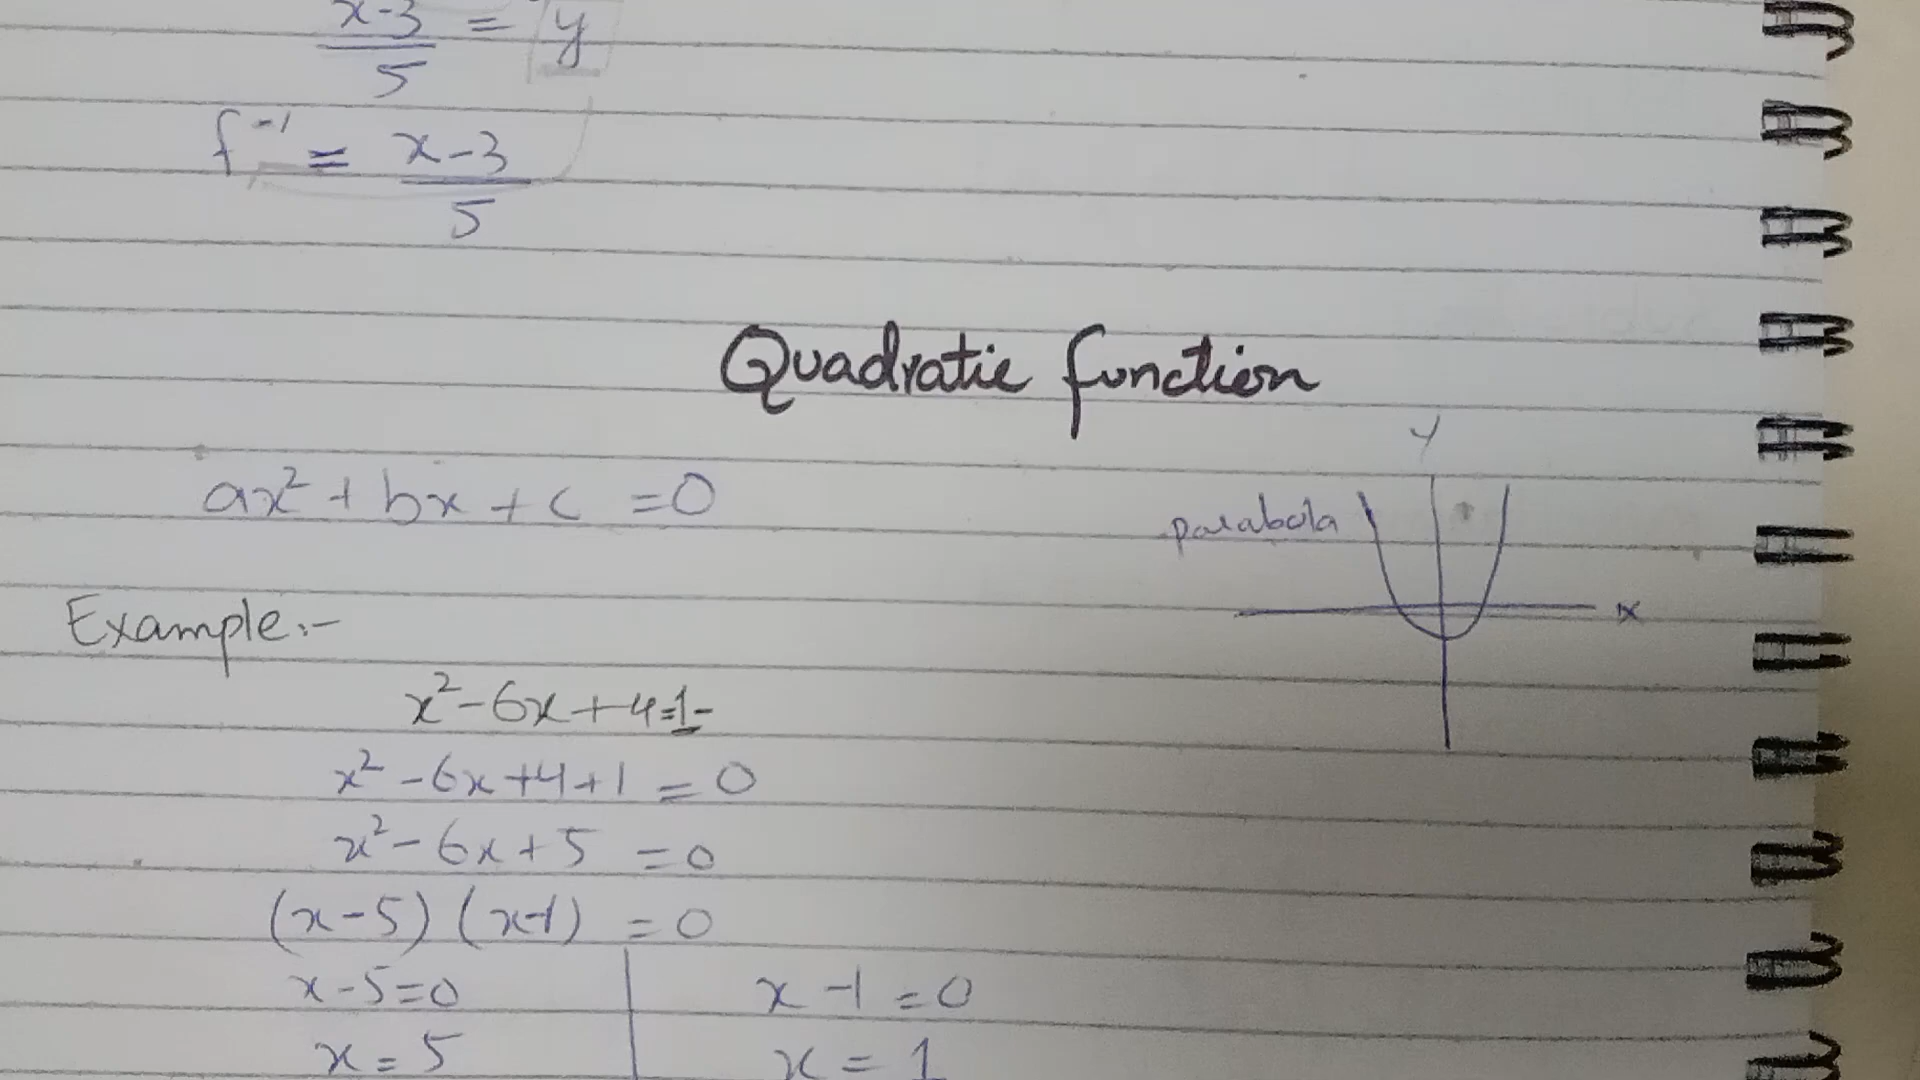 x-3 = y
5
f⁻¹ = x-3
5
Quadratic function
ax² + bx + c = 0
y
parabola
x
Example:-
x² - 6x + 4 = 1 -
x² - 6x + 4 + 1 = 0
x² - 6x + 5 = 0
(x-5) (x-1) = 0
x-5=0 x-1=0
x=5 x=1